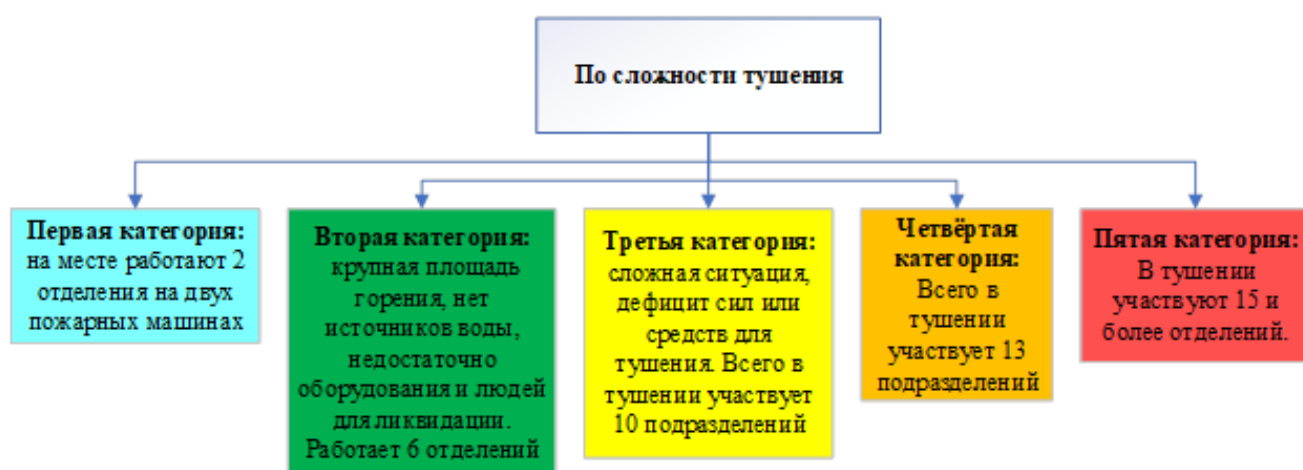 По сложности тушения
Первая категория:
на месте работают 2
отделения на двух
пожарных машинах
Вторая категория:
крупная площадь
горения, нет
источников воды,
недостаточно
оборудования и людей
для ликвидации.
Работает 6 отделений
Третья категория:
сложная ситуация,
дефицит сил или
средств для
тушения. Всего в
тушении участвует
10 подразделений
Четвёртая
категория:
Всего в
тушении
участвует 13
подразделений
Пятая категория:
В тушении
участвуют 15 и
более отделений.